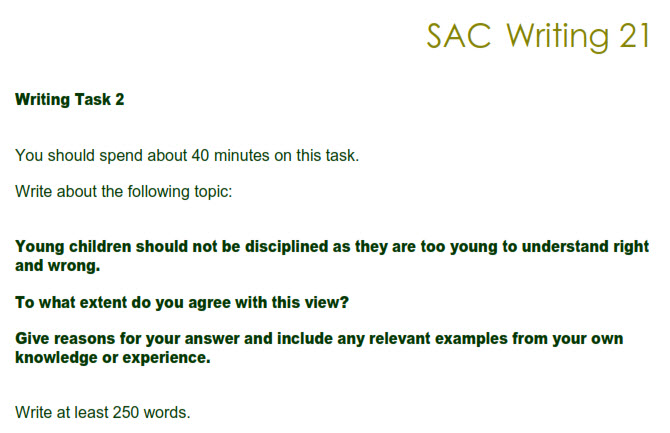 SAC Writing 21
Writing Task 2
You should spend about 40 minutes on this task.
Write about the following topic:
Young children should not be disciplined as they are too young to understand right
and wrong.
To what extent do you agree with this view?
Give reasons for your answer and include any relevant examples from your own
knowledge or experience.
Write at least 250 words.